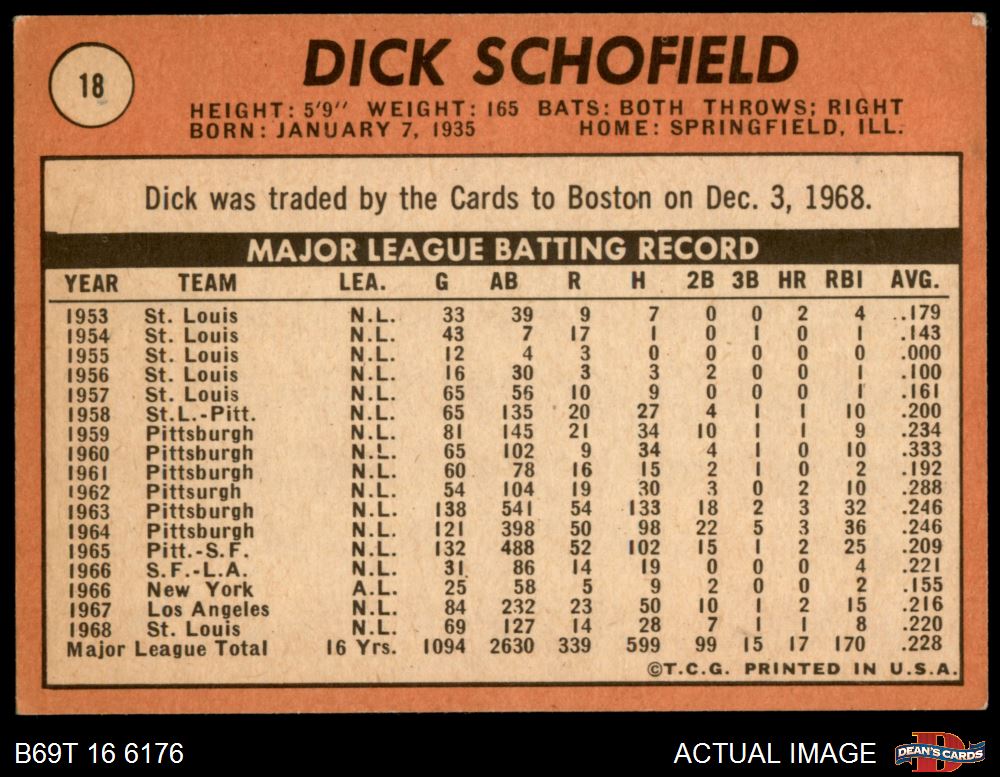 18
DICK SCHOFIELD
HEIGHT: 5'9" WEIGHT: 165 BATS: BOTH THROWS; RIGHT
BORN: JANUARY 7, 1935 HOME: SPRINGFIELD, ILL.
Dick was traded by the Cards to Boston on Dec. 3, 1968.
MAJOR LEAGUE BATTING RECORD
YEAR TEAM LEA. G AB R H 2B 3B HR RBI AVG.
1953 St. Louis N.L. 33 39 9 7 0 0 2 4 ..179
1954 St. Louis N.L. 43 7 17 1 0 1 0 1 .143
1955 St. Louis N.L. 12 4 3 0 0 0 0 0 .000
1956 St. Louis N.L. 16 30 3 3 2 0 0 1 .100
1957 St. Louis N.L. 65 56 10 9 0 0 0 1 .161
1958 St.L.-Pitt. N.L. 65 135 20 27 4 1 1 10 .200
1959 Pittsburgh N.L. 81 145 21 34 10 1 1 9 .234
1960 Pittsburgh N.L. 65 102 9 34 4 1 0 10 .333
1961 Pittsburgh N.L. 60 78 16 15 2 1 0 2 .192
1962 Pittsurgh N.L. 54 104 19 30 3 0 2 10 .288
1963 Pittsburgh N.L. 138 541 54 133 18 2 3 32 .246
1964 Pittsburgh N.L. 121 398 50 98 22 5 3 36 .246
1965 Pitt.-S.F. N.L. 132 488 52 102 15 1 2 25 .209
1966 S.F.-L.A. N.L. 31 86 14 19 0 0 0 4 .221
1966 New York A.L. 25 58 5 9 2 0 0 2 .155
1967 Los Angeles N.L. 84 232 23 50 10 1 2 15 .216
1968 St. Louis N.L. 69 127 14 28 7 1 1 8 .220
Major League Total 16 Yrs. 1094 2630 339 599 99 15 17 170 .228
©T.C.G. PRINTED IN U.S.A.
B69T 16 6176 ACTUAL IMAGE DEAN'S CARDS